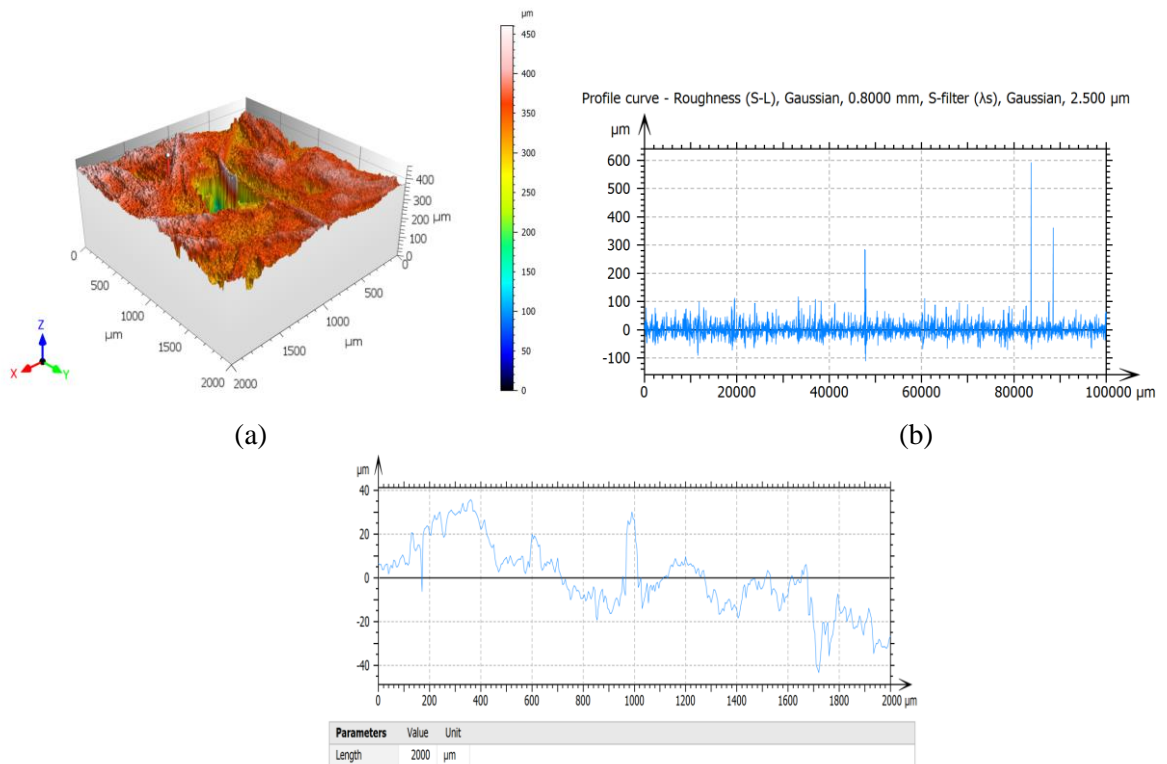 µm
450
400
350
300
250
200
150
100
50
0
400
300
200
100
0
µm
0
500
1000
1500
2000
µm
0
500
1000
1500
2000
µm
Z
X
Y
(a)
Profile curve - Roughness (S-L), Gaussian, 0.8000 mm, S-filter (λs), Gaussian, 2.500 µm
µm
600
500
400
300
200
100
0
-100
0 20000 40000 60000 80000 100000 µm
(b)
µm
40
20
0
-20
-40
0 200 400 600 800 1000 1200 1400 1600 1800 2000 µm
Parameters Value Unit
Length 2000 µm